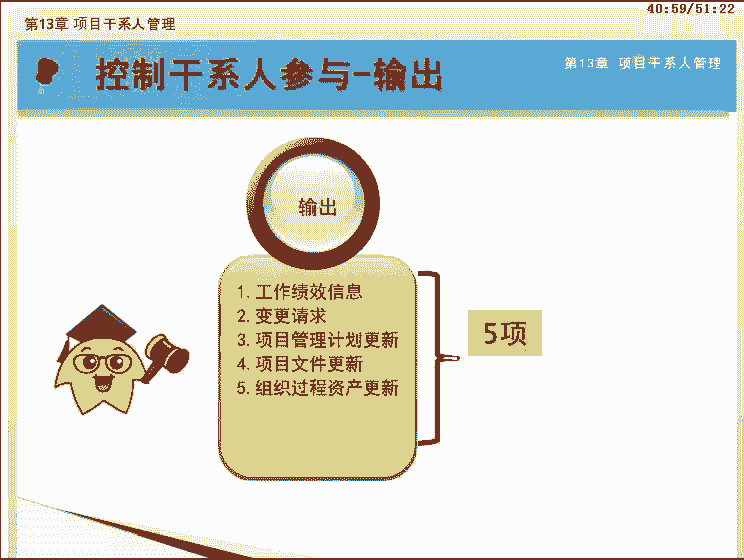 40:59/51:22
第13章 项目干系人管理
控制干系人参与-输出
第13章 项目干系人管理
输出
1. 工作绩效信息
2. 变更请求
3. 项目管理计划更新
4. 项目文件更新
5. 组织过程资产更新
5项